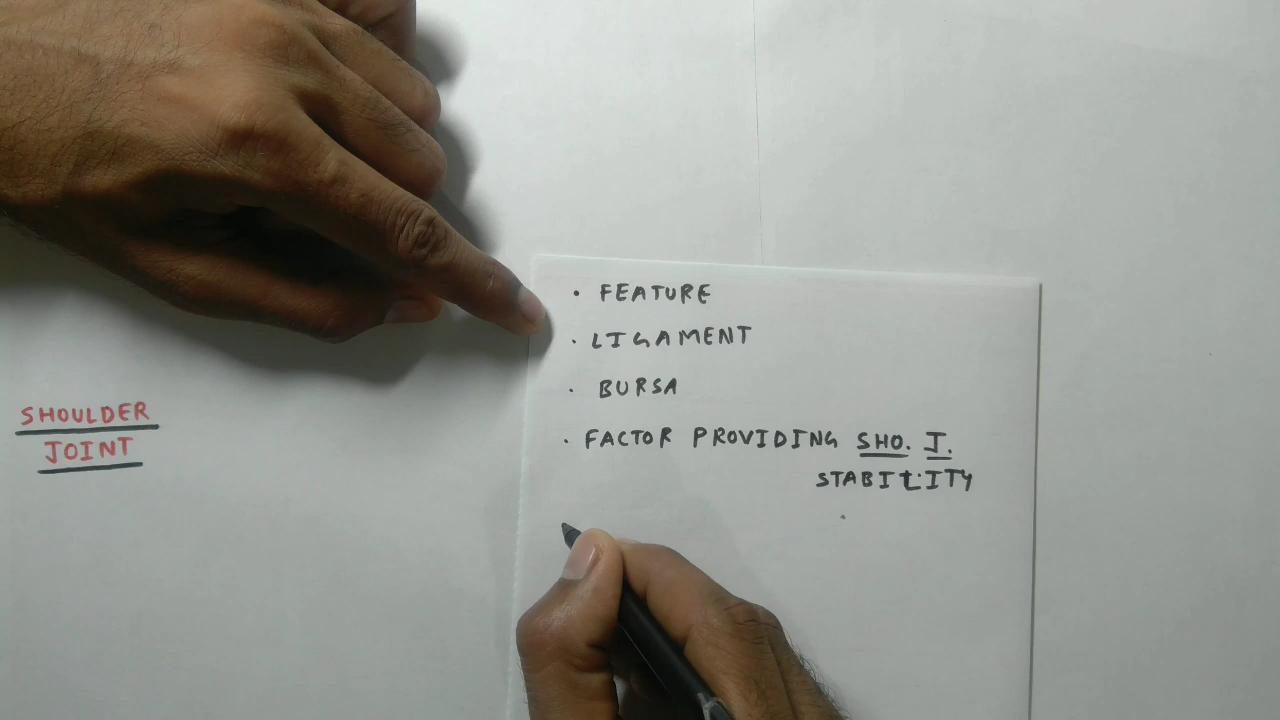 SHOULDER
JOINT
· FEATURE
· LIGAMENT
· BURSA
· FACTOR PROVIDING SHO. J.
STABILITY